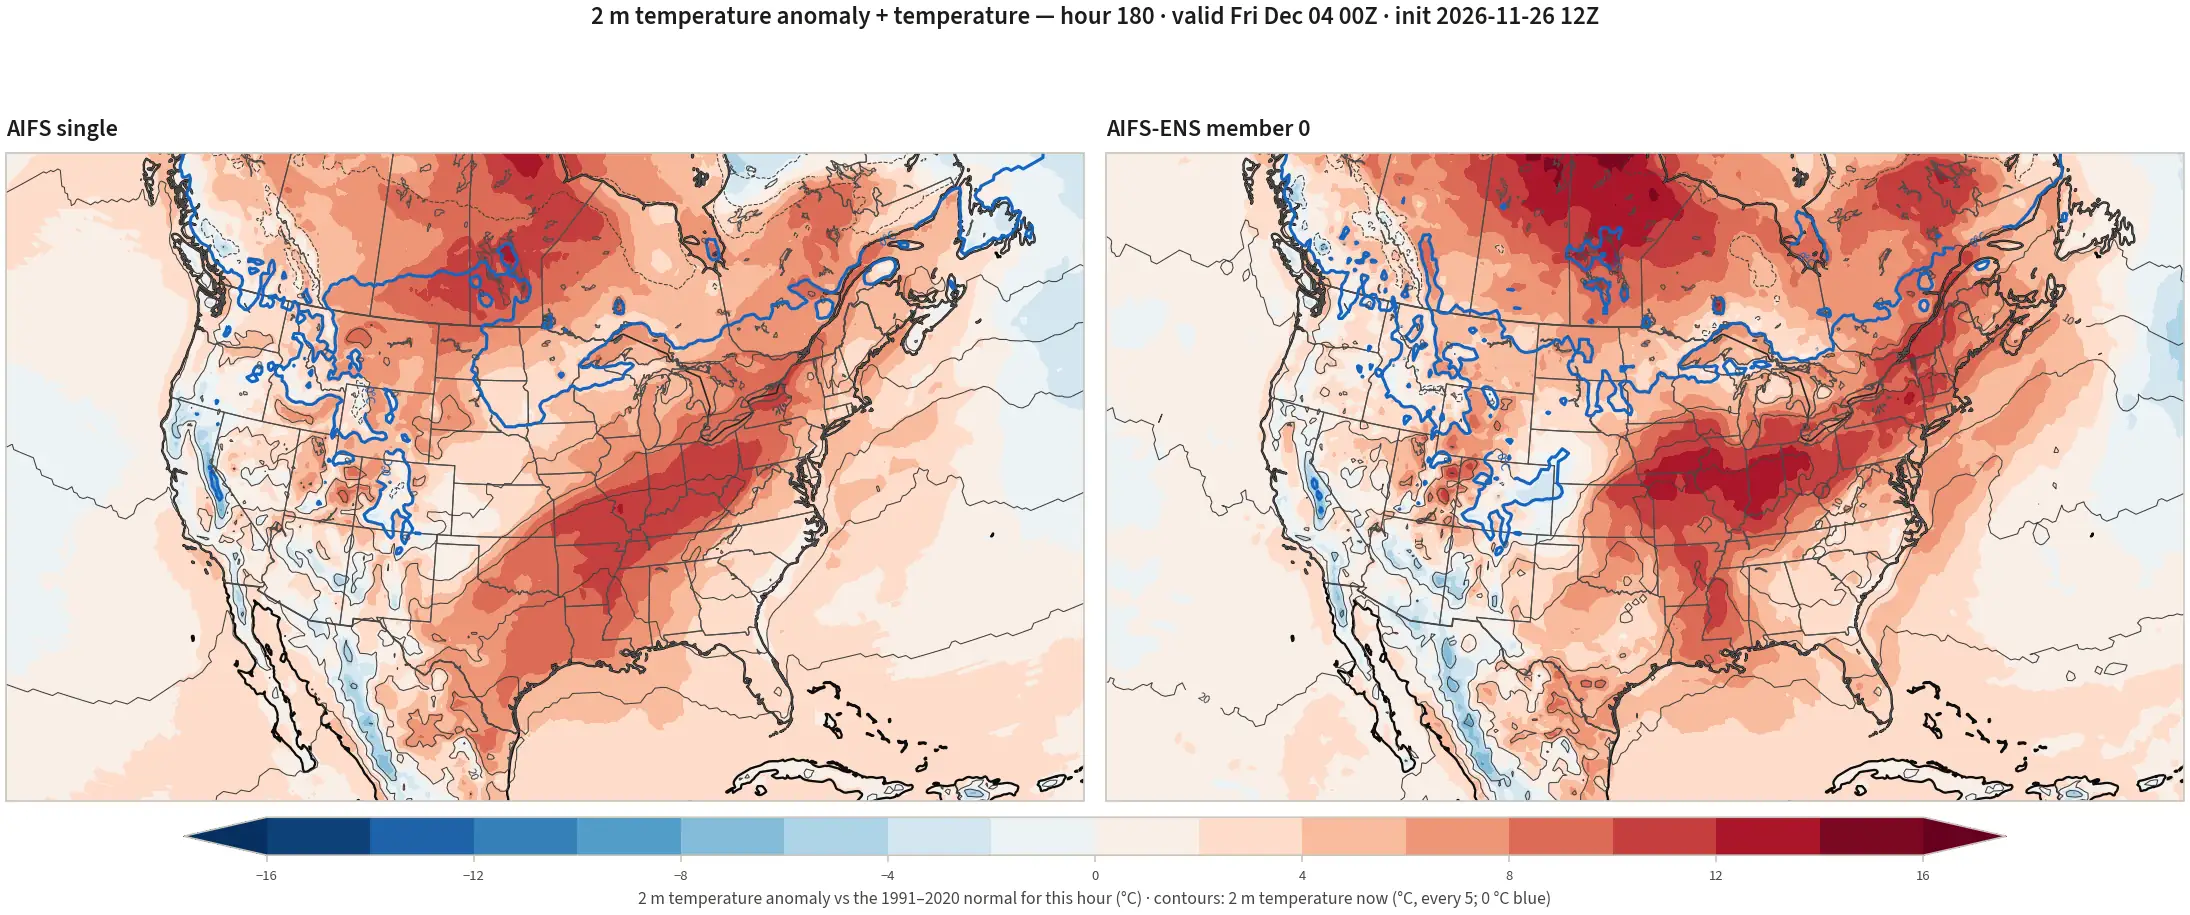 2 m temperature anomaly + temperature — hour 180 · valid Fri Dec 04 00Z · init 2026-11-26 12Z
AIFS single
AIFS-ENS member 0
10
20
−16
−12
−8
−4
0
4
8
12
16
2 m temperature anomaly vs the 1991–2020 normal for this hour (°C) · contours: 2 m temperature now (°C, every 5; 0 °C blue)